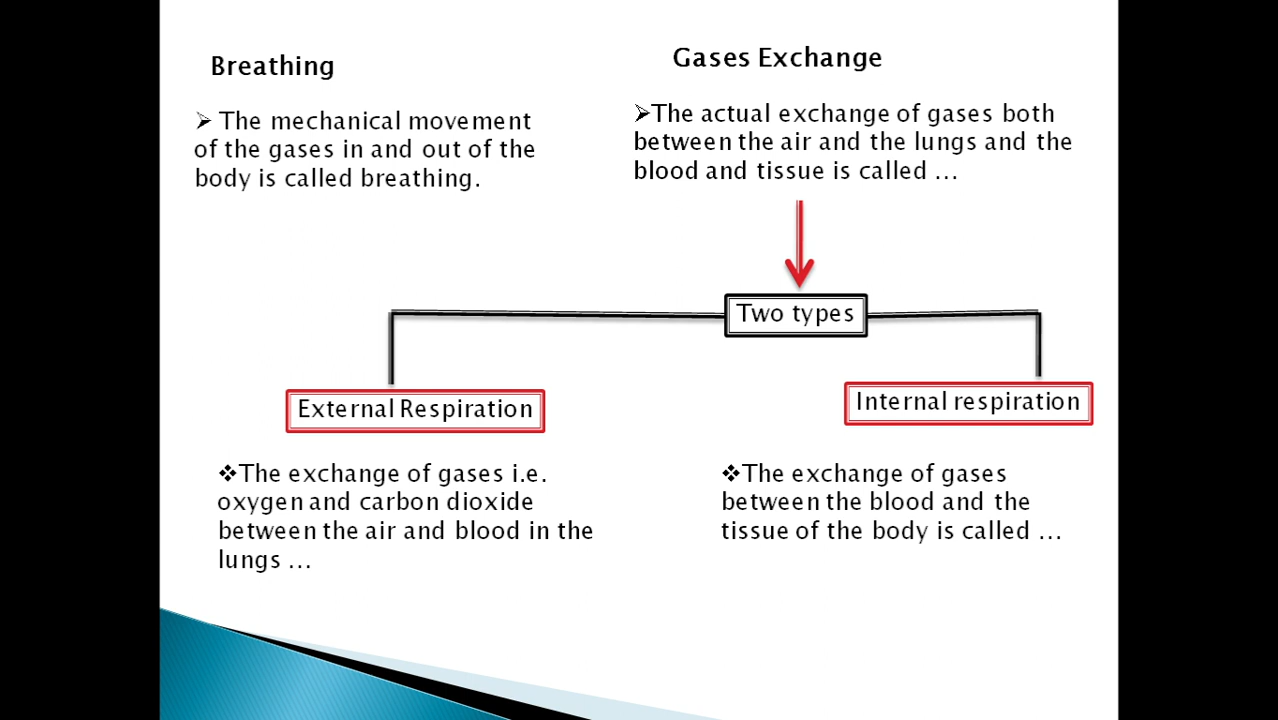 Breathing
➢ The mechanical movement
of the gases in and out of the
body is called breathing.
Gases Exchange
➢The actual exchange of gases both
between the air and the lungs and the
blood and tissue is called …
Two types
External Respiration
❖The exchange of gases i.e.
oxygen and carbon dioxide
between the air and blood in the
lungs …
Internal respiration
❖The exchange of gases
between the blood and the
tissue of the body is called …